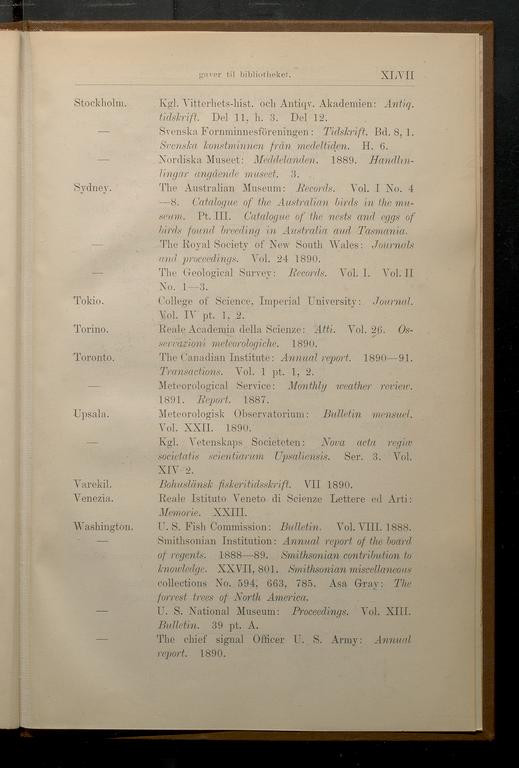 gaver til bibliotheket. XLVII
Stockholm. Kgl. Vitterhets-hist. och Antiqv. Akademien: Antiq.
tidskrift. Del 11, h. 3. Del 12.
— Svenska Fornminnesföreningen: Tidskrift. Bd. 8, 1.
Svenska konstminnen från medeltiden. H. 6.
— Nordiska Museet: Meddelanden. 1889. Handlin-
lingar angående museet. 3.
Sydney. The Australian Museum: Records. Vol. I No. 4
—8. Catalogue of the Australian birds in the mu-
seum. Pt. III. Catalogue of the nests and eggs of
birds found breeding in Australia and Tasmania.
— The Royal Society of New South Wales: Journals
and proceedings. Vol. 24 1890.
— The Geological Survey: Records. Vol. I. Vol. II
No. 1—3.
Tokio. College of Science, Imperial University: Journal.
Vol. IV pt. 1, 2.
Torino. Reale Academia della Scienze: Atti. Vol. 26. Os-
servazioni meteorologiche. 1890.
Toronto. The Canadian Institute: Annual report. 1890—91.
Transactions. Vol. 1 pt. 1, 2.
— Meteorological Service: Monthly weather review.
1891. Report. 1887.
Upsala. Meteorologisk Observatorium: Bulletin mensuel.
Vol. XXII. 1890.
— Kgl. Vetenskaps Societeten: Nova acta regiæ
societatis scientiarum Upsaliensis. Ser. 3. Vol.
XIV 2.
Varekil. Bohuslänsk fiskeritidsskrift. VII 1890.
Venezia. Reale Istituto Veneto di Scienze Lettere ed Arti:
Memorie. XXIII.
Washington. U. S. Fish Commission: Bulletin. Vol. VIII. 1888.
— Smithsonian Institution: Annual report of the board
of regents. 1888—89. Smithsonian contribution to
knowledge. XXVII, 801. Smithsonian miscellaneous
collections No. 594, 663, 785. Asa Gray: The
forrest trees of North America.
— U. S. National Museum: Proceedings. Vol. XIII.
Bulletin. 39 pt. A.
— The chief signal Officer U. S. Army: Annual
report. 1890.